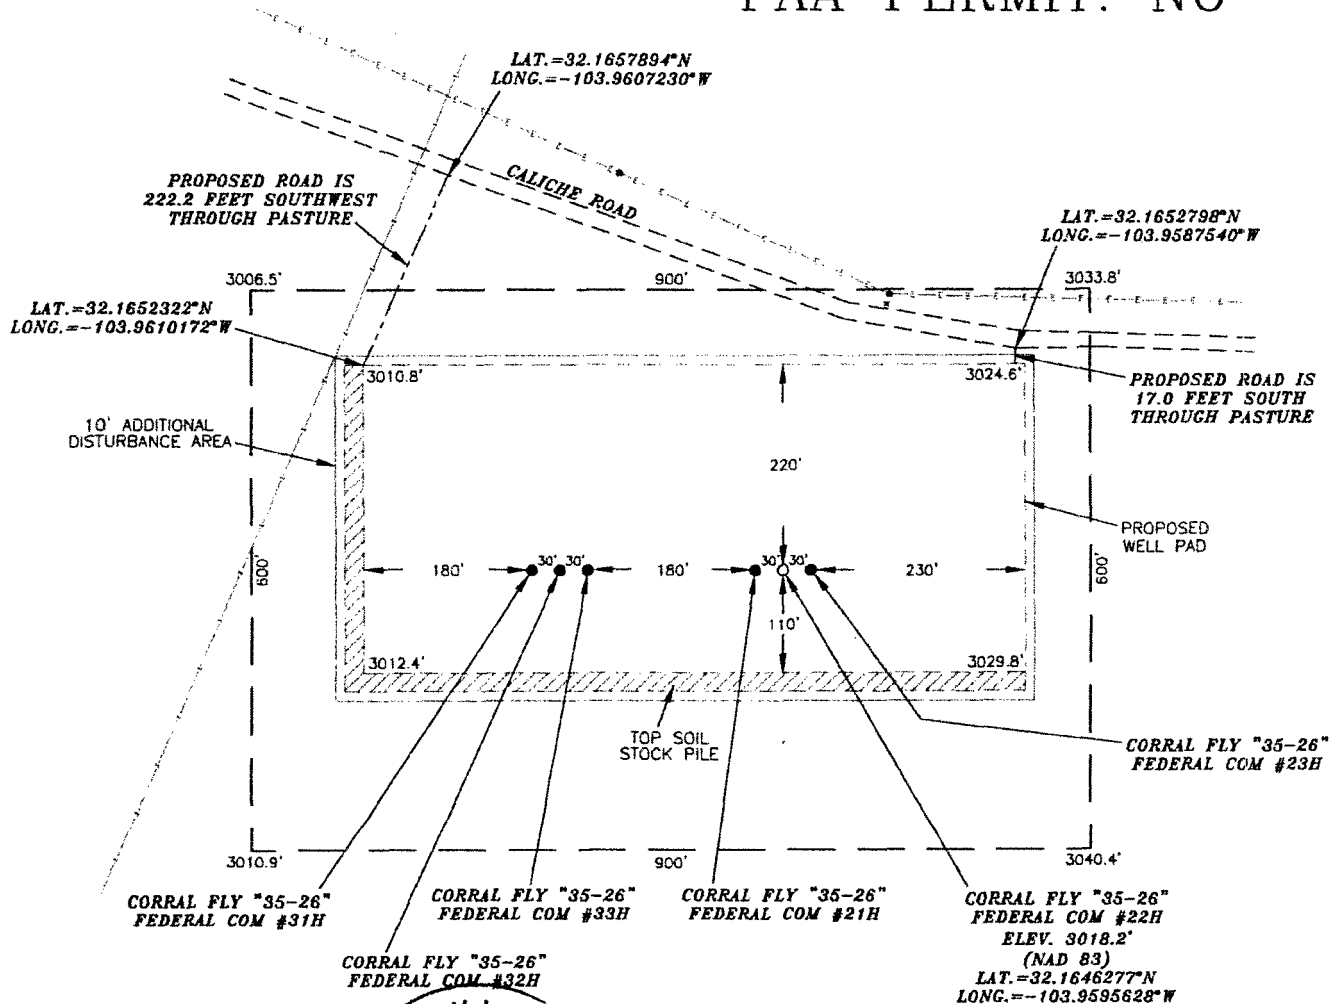 FAA PERMIT: NO
LAT.=32.1657894°N
LONG.=-103.9607230°W
PROPOSED ROAD IS
222.2 FEET SOUTHWEST
THROUGH PASTURE
CALICHE ROAD
LAT.=32.1652798°N
LONG.=-103.9587540°W
3006.5'
900'
3033.8'
LAT.=32.1652322°N
LONG.=-103.9610172°W
3010.8'
3024.6'
PROPOSED ROAD IS
17.0 FEET SOUTH
THROUGH PASTURE
10' ADDITIONAL
DISTURBANCE AREA
220'
PROPOSED
WELL PAD
600'
180'
30'
30'
180'
30'
30'
230'
600'
110'
3012.4'
3029.8'
TOP SOIL
STOCK PILE
CORRAL FLY "35-26"
FEDERAL COM #23H
3010.9'
900'
3040.4'
CORRAL FLY "35-26"
FEDERAL COM #31H
CORRAL FLY "35-26"
FEDERAL COM #33H
CORRAL FLY "35-26"
FEDERAL COM #21H
CORRAL FLY "35-26"
FEDERAL COM #22H
ELEV. 3018.2'
(NAD 83)
LAT.=32.1646277°N
LONG.=-103.9595628°W
CORRAL FLY "35-26"
FEDERAL COM #32H